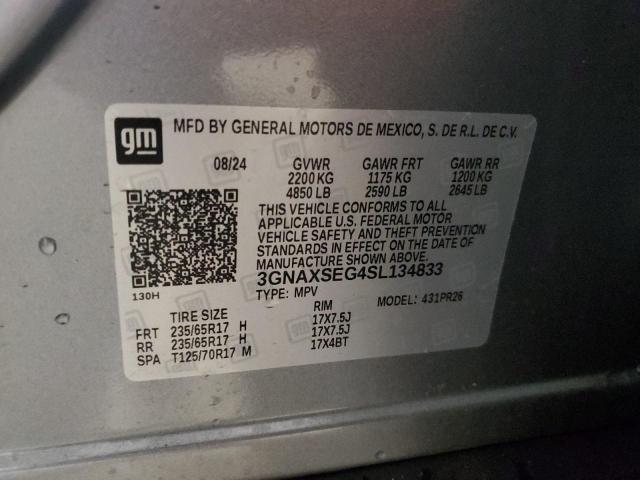 gm MFD BY GENERAL MOTORS DE MEXICO, S. DE R.L. DE C.V.
08/24 GVWR GAWR FRT GAWR RR
2200 KG 1175 KG 1200 KG
4850 LB 2590 LB 2645 LB
THIS VEHICLE CONFORMS TO ALL
APPLICABLE U.S. FEDERAL MOTOR
VEHICLE SAFETY AND THEFT PREVENTION
STANDARDS IN EFFECT ON THE DATE OF
MANUFACTURE SHOWN ABOVE.
3GNAXSEG4SL134833
130H
TYPE: MPV MODEL: 431PR26
TIRE SIZE RIM
FRT 235/65R17 H 17X7.5J
RR 235/65R17 H 17X7.5J
SPA T125/70R17 M 17X4BT